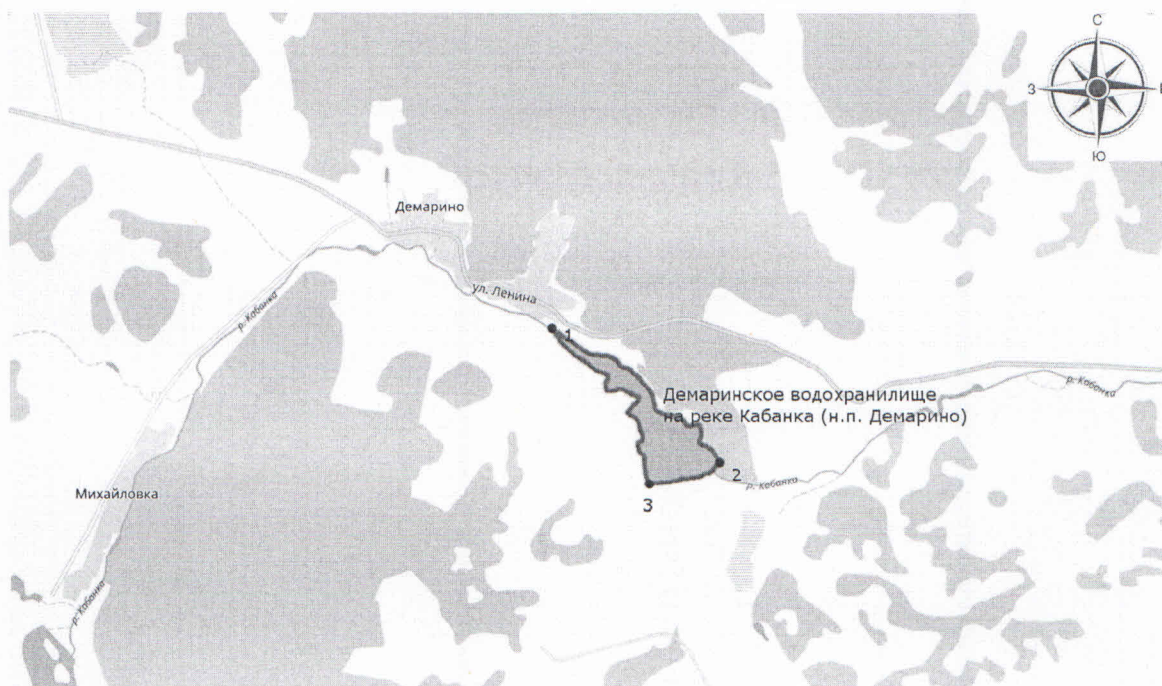 С
З
Ю
Демарино
ул. Ленина
р. Кабанка
1
р. Кабанка
Демаринское водохранилище
на реке Кабанка (н.п. Демарино)
2
р. Кабанка
3
Михайловка
р. Кабанка